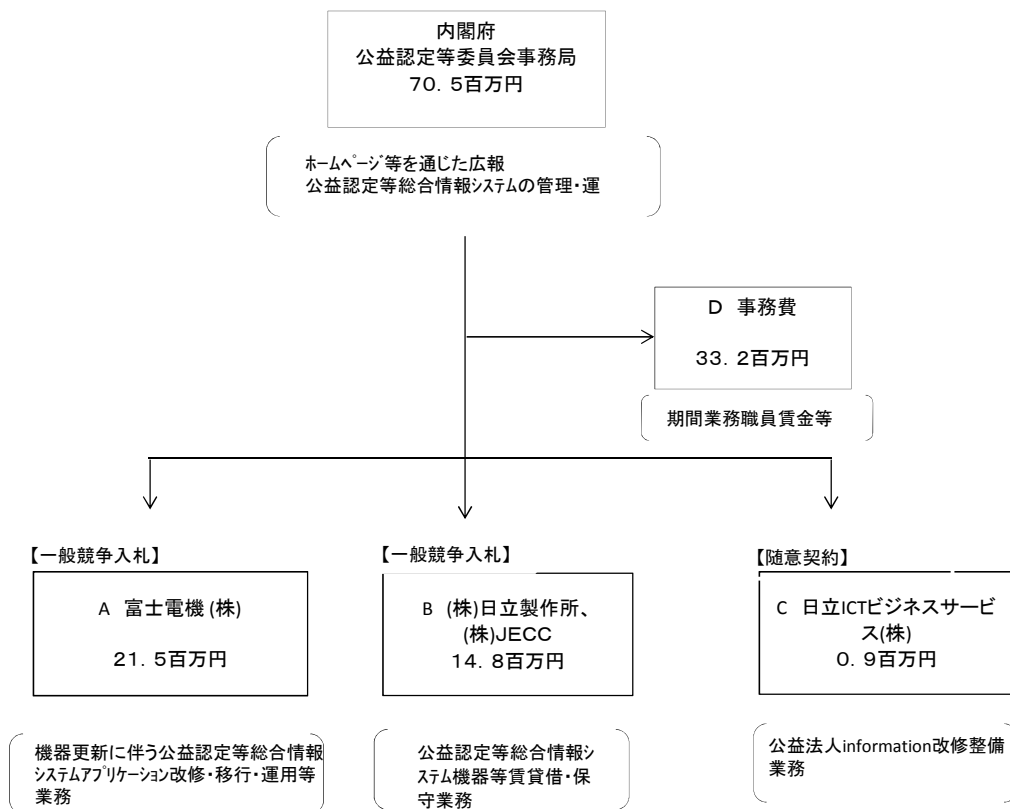 内閣府
公益認定等委員会事務局
70．5百万円
ホームページ等を通じた広報
公益認定等総合情報システムの管理・運
D　事務費
33．2百万円
期間業務職員賃金等
【一般競争入札】
A　富士電機(株)
21．5百万円
機器更新に伴う公益認定等総合情報
システムアプリケーション改修・移行・運用等
業務
【一般競争入札】
B　(株)日立製作所、
(株)JECC
14．8百万円
公益認定等総合情報シ
ステム機器等賃貸借・保
守業務
【随意契約】
C　日立ICTビジネスサービ
ス(株)
0．9百万円
公益法人information改修整備
業務